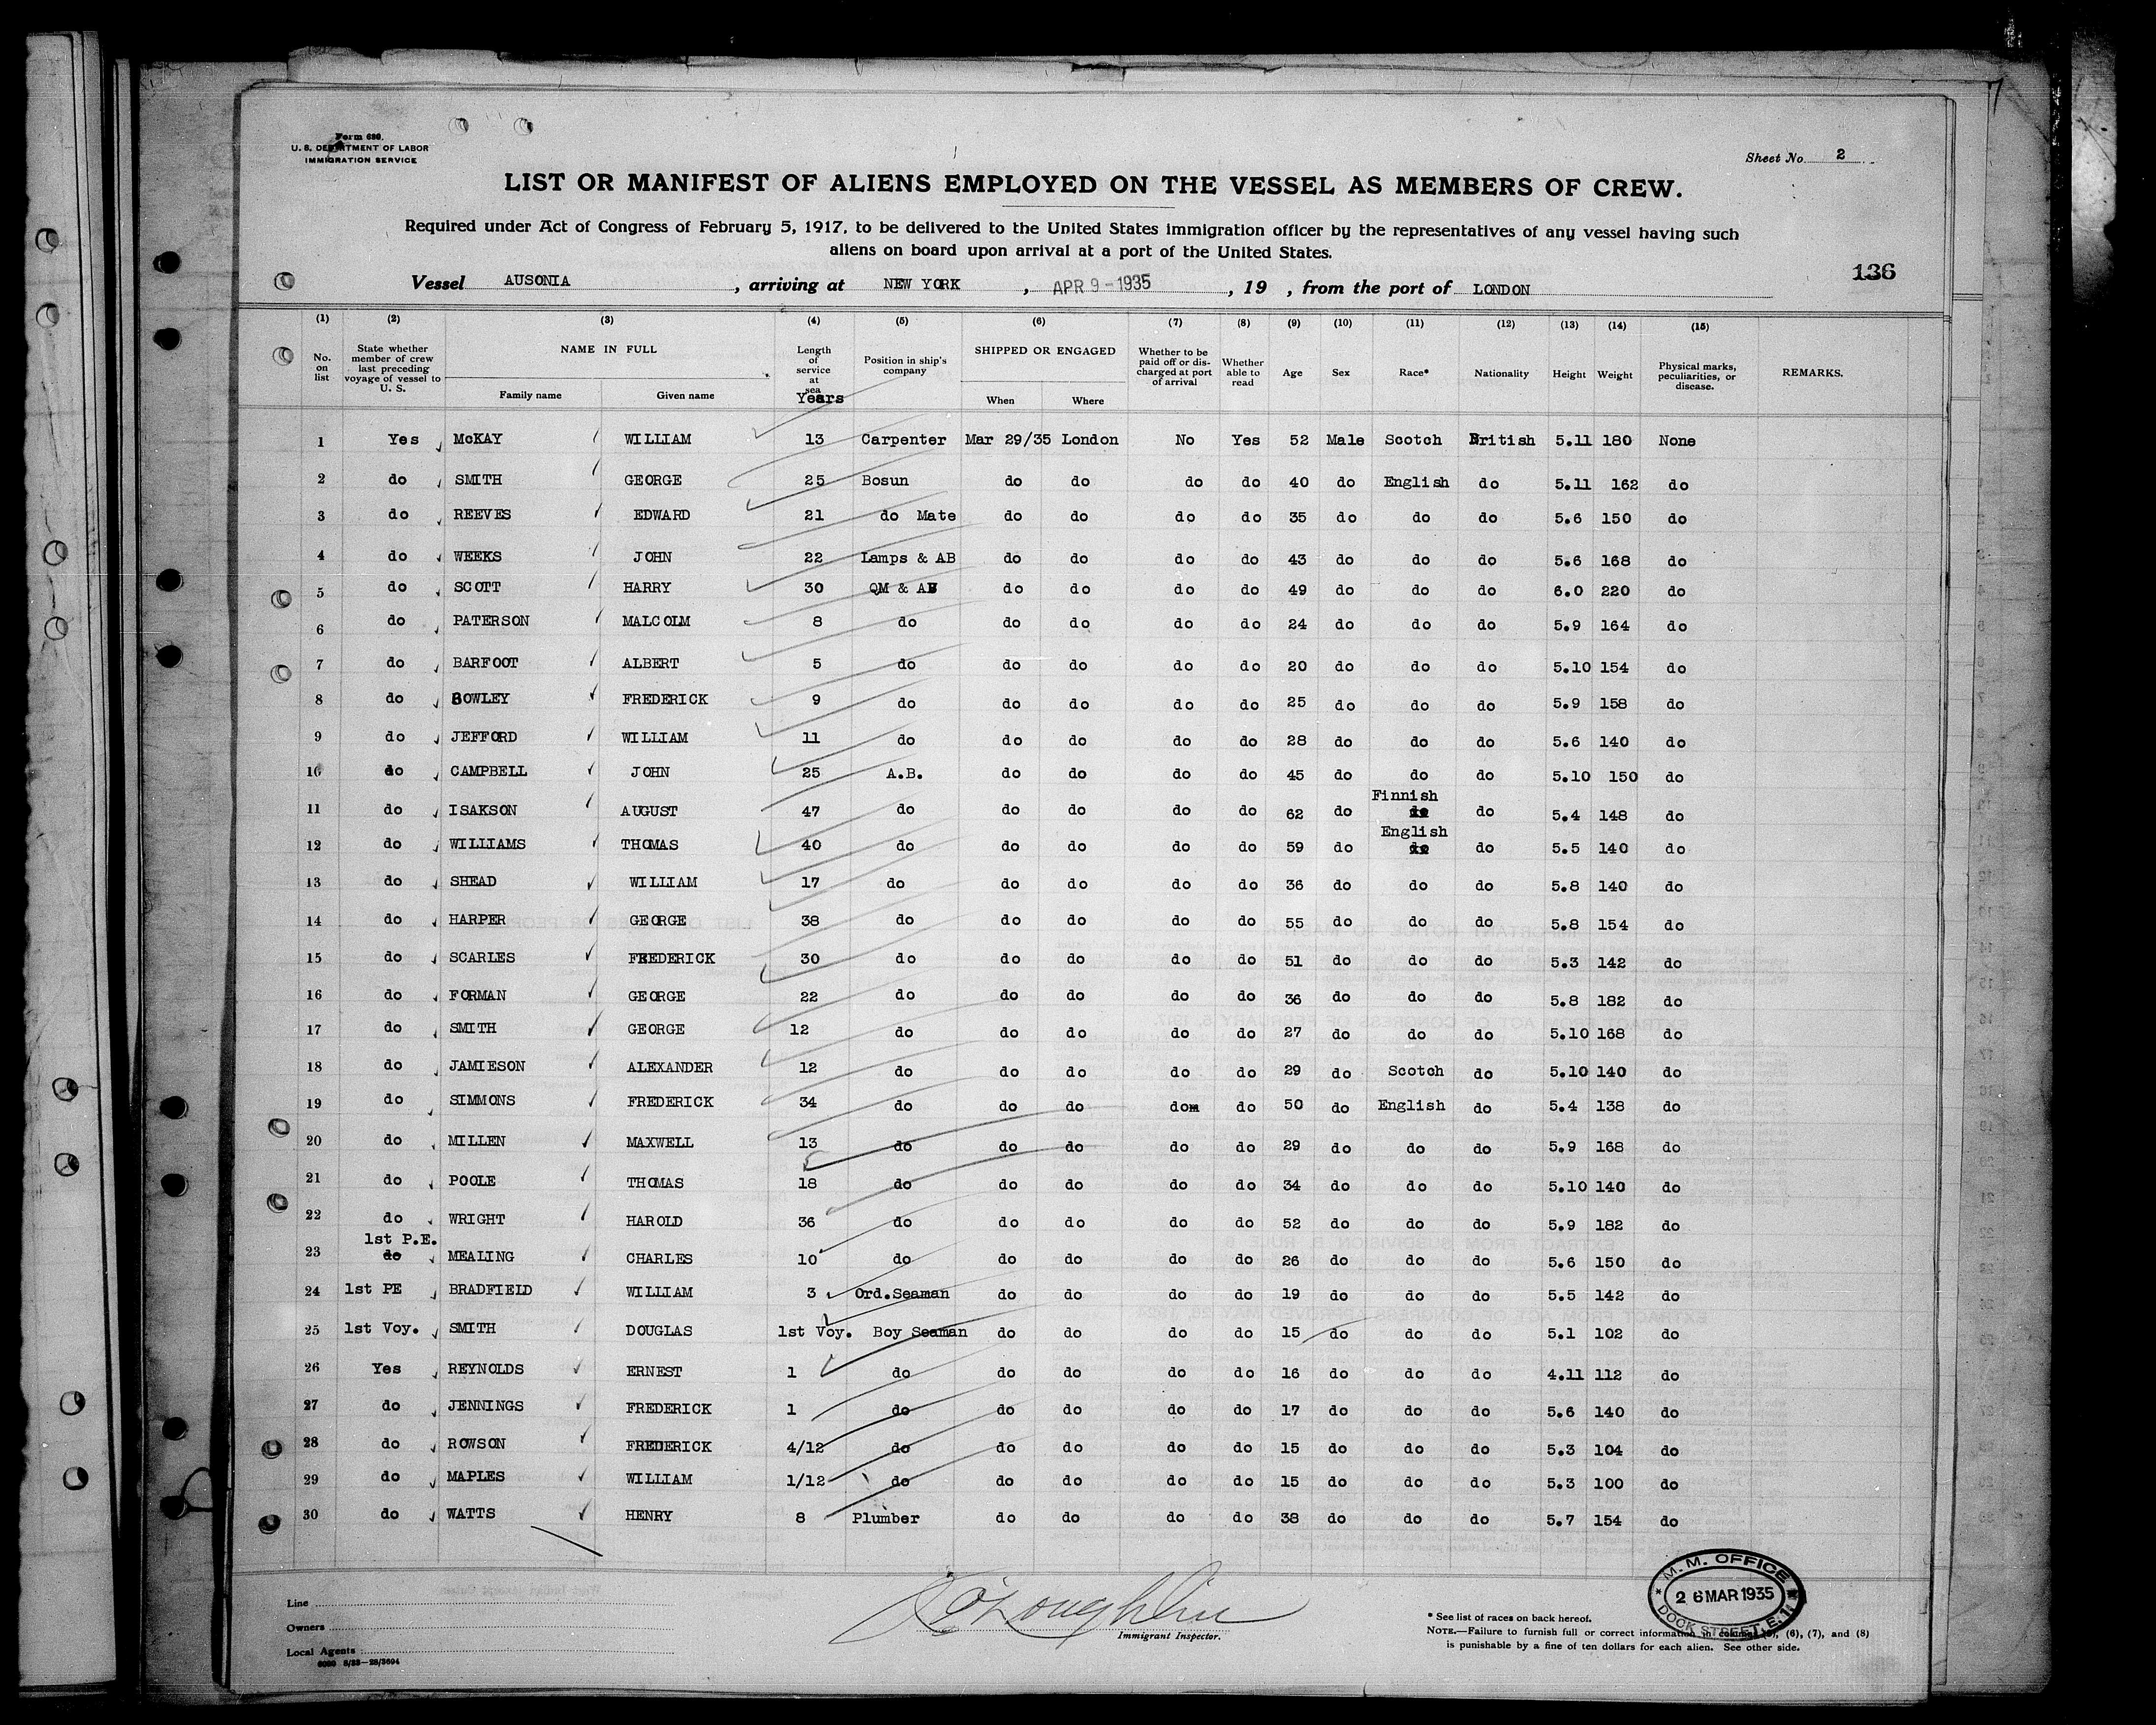 Form 680.
U. S. DEPARTMENT OF LABOR
IMMIGRATION SERVICE
Sheet No. 2
LIST OR MANIFEST OF ALIENS EMPLOYED ON THE VESSEL AS MEMBERS OF CREW.
Required under Act of Congress of February 5, 1917, to be delivered to the United States immigration officer by the representatives of any vessel having such
aliens on board upon arrival at a port of the United States.
136
Vessel AUSONIA, arriving at NEW YORK, APR 9-1935, 19 , from the port of LONDON
(1) (2) (3) (4) (5) (6) (7) (8) (9) (10) (11) (12) (13) (14) (15)
No. on list State whether member of crew last preceding voyage of vessel to U. S. NAME IN FULL Family name Given name Length of service at sea Years Position in ship's company SHIPPED OR ENGAGED When Where Whether to be paid off or discharged at port of arrival Whether able to read Age Sex Race* Nationality Height Weight Physical marks, peculiarities, or disease. REMARKS.
1 Yes McKAY WILLIAM 13 Carpenter Mar 29/35 London No Yes 52 Male Scotch British 5.11 180 None
2 do SMITH GEORGE 25 Bosun do do do do 40 do English do 5.11 162 do
3 do REEVES EDWARD 21 do Mate do do do do 35 do do do 5.6 150 do
4 do WEEKS JOHN 22 Lamps & AB do do do do 43 do do do 5.6 168 do
5 do SCOTT HARRY 30 QM & AB do do do do 49 do do do 6.0 220 do
6 do PATERSON MALCOLM 8 do do do do do 24 do do do 5.9 164 do
7 do BARFOOT ALBERT 5 do do do do do 20 do do do 5.10 154 do
8 do BOWLEY FREDERICK 9 do do do do do 25 do do do 5.9 158 do
9 do JEFFORD WILLIAM 11 do do do do do 28 do do do 5.6 140 do
10 do CAMPBELL JOHN 25 A.B. do do do do 45 do do do 5.10 150 do
11 do ISAKSON AUGUST 47 do do do do do 62 do Finnish do do 5.4 148 do
12 do WILLIAMS THOMAS 40 do do do do do 59 do English do do 5.5 140 do
13 do SHEAD WILLIAM 17 do do do do do 36 do do do 5.8 140 do
14 do HARPER GEORGE 38 do do do do do 55 do do do 5.8 154 do
15 do SCARLES FREDERICK 30 do do do do do 51 do do do 5.3 142 do
16 do FORMAN GEORGE 22 do do do do do 36 do do do 5.8 182 do
17 do SMITH GEORGE 12 do do do do do 27 do do do 5.10 168 do
18 do JAMIESON ALEXANDER 12 do do do do do 29 do Scotch do 5.10 140 do
19 do SIMMONS FREDERICK 34 do do do dom do 50 do English do 5.4 138 do
20 do MILLEN MAXWELL 13 do do do do do 29 do do do 5.9 168 do
21 do POOLE THOMAS 18 do do do do do 34 do do do 5.10 140 do
22 do WRIGHT HAROLD 36 do do do do do 52 do do do 5.9 182 do
23 1st P.E. do MEALING CHARLES 10 do do do do do 26 do do do 5.6 150 do
24 1st PE BRADFIELD WILLIAM 3 Ord.Seaman do do do do 19 do do do 5.5 142 do
25 1st Voy. SMITH DOUGLAS 1st Voy. Boy Seaman do do do do 15 do do do 5.1 102 do
26 Yes REYNOLDS ERNEST 1 do do do do do 16 do do do 4.11 112 do
27 do JENNINGS FREDERICK 1 do do do do do 17 do do do 5.6 140 do
28 do ROWSON FREDERICK 4/12 do do do do do 15 do do do 5.3 104 do
29 do MAPLES WILLIAM 1/12 do do do do do 15 do do do 5.3 100 do
30 do WATTS HENRY 8 Plumber do do do do 38 do do do 5.7 154 do
Line
Owners
Local Agents
Immigrant Inspector.
M. M. OFFICE
26 MAR 1935
DOCK STREET. E. 1.
* See list of races on back hereof.
NOTE.—Failure to furnish full or correct information in columns (5), (6), (7), and (8)
is punishable by a fine of ten dollars for each alien. See other side.